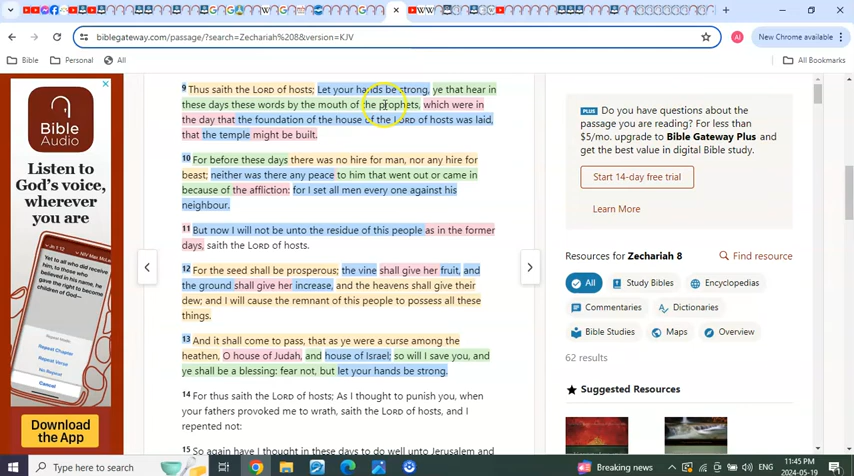 biblegateway.com/passage/?search=Zechariah%208&version=KJV
New Chrome available
Bible
Personal
All
All Bookmarks
9 Thus saith the LORD of hosts; Let your hands be strong, ye that hear in
these days these words by the mouth of the prophets, which were in
the day that the foundation of the house of the LORD of hosts was laid,
that the temple might be built.
10 For before these days there was no hire for man, nor any hire for
beast; neither was there any peace to him that went out or came in
because of the affliction: for I set all men every one against his
neighbour.
11 But now I will not be unto the residue of this people as in the former
days, saith the LORD of hosts.
12 For the seed shall be prosperous; the vine shall give her fruit, and
the ground shall give her increase, and the heavens shall give their
dew; and I will cause the remnant of this people to possess all these
things.
13 And it shall come to pass, that as ye were a curse among the
heathen, O house of Judah, and house of Israel; so will I save you, and
ye shall be a blessing: fear not, but let your hands be strong.
14 For thus saith the LORD of hosts; As I thought to punish you, when
your fathers provoked me to wrath, saith the LORD of hosts, and I
repented not:
15 So again have I thought in these days to do well unto Jerusalem and
Bible
Audio
Listen to
God's voice,
wherever
you are
Repeat Chapter
Repeat Verse
Repeat Link
Cancel
Download
the App
PLUS Do you have questions about the
passage you are reading? For less than
$5/mo. upgrade to Bible Gateway Plus and
get the best value in digital Bible study.
Start 14-day free trial
Learn More
Resources for Zechariah 8
Find resource
All
Study Bibles
Encyclopedias
Commentaries
Dictionaries
Bible Studies
Maps
Overview
62 results
Suggested Resources
Type here to search
Breaking news
ENG
11:45 PM
2024-05-19